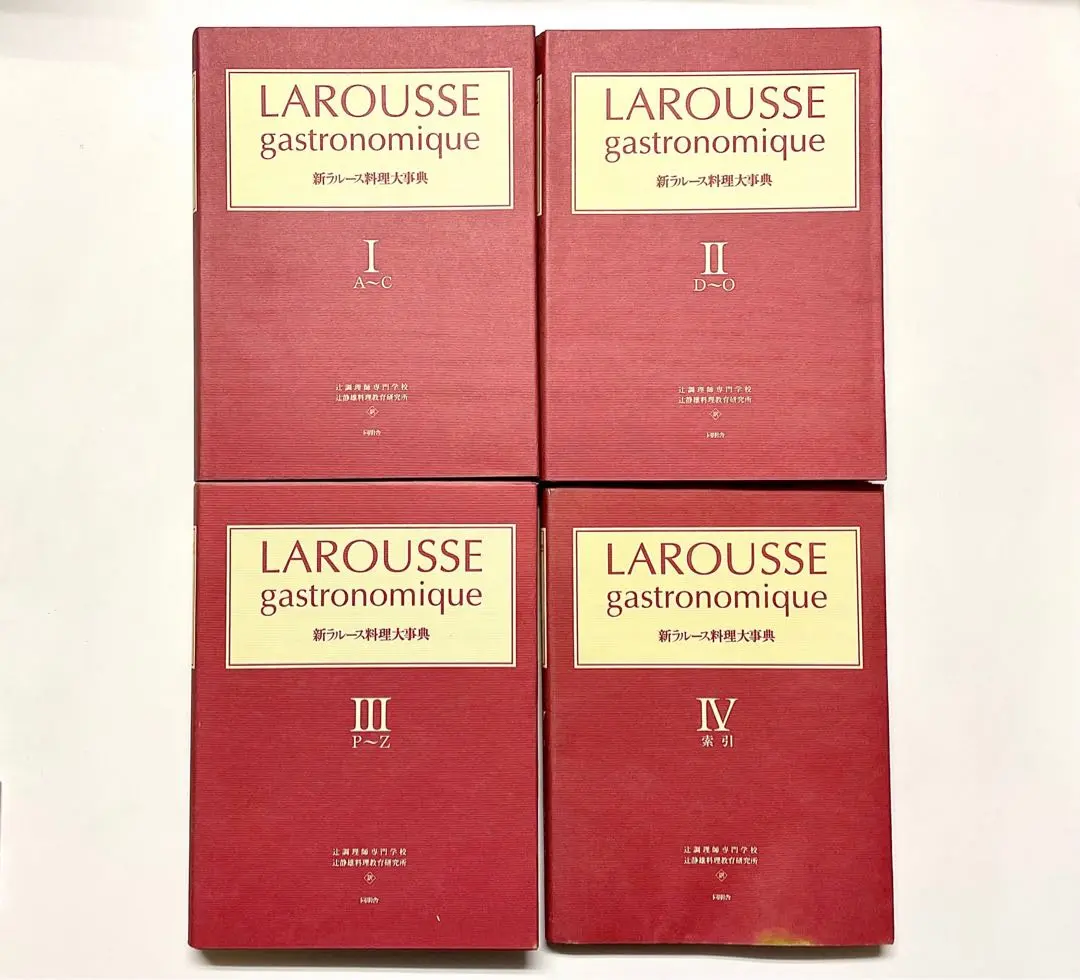 LAROUSSE
gastronomique
新ラルース料理大事典
I
A〜C
辻調理師専門学校
辻静雄料理教育研究所
訳
同朋舎
LAROUSSE
gastronomique
新ラルース料理大事典
II
D〜O
辻調理師専門学校
辻静雄料理教育研究所
訳
同朋舎
LAROUSSE
gastronomique
新ラルース料理大事典
III
P〜Z
辻調理師専門学校
辻静雄料理教育研究所
訳
同朋舎
LAROUSSE
gastronomique
新ラルース料理大事典
IV
索引
辻調理師専門学校
辻静雄料理教育研究所
訳
同朋舎